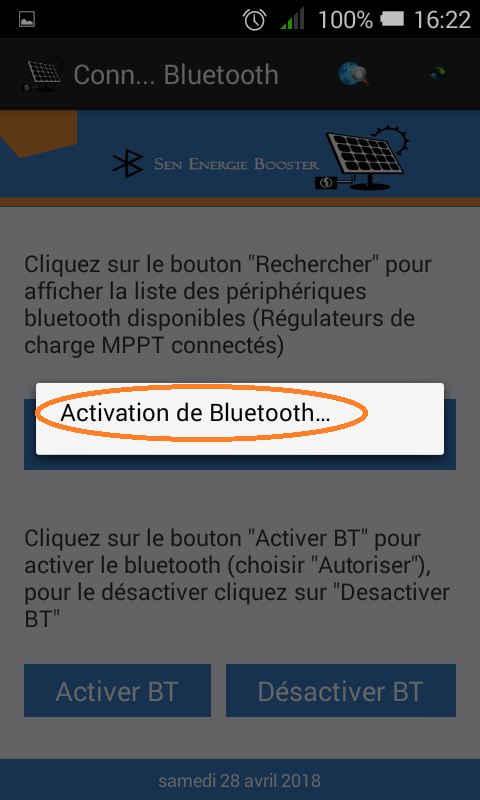 100% 16:22
Conn... Bluetooth
Sen Energie Booster
Cliquez sur le bouton "Rechercher" pour
afficher la liste des périphériques
bluetooth disponibles (Régulateurs de
charge MPPT connectés)
Activation de Bluetooth...
Cliquez sur le bouton "Activer BT" pour
activer le bluetooth (choisir "Autoriser"),
pour le désactiver cliquez sur "Desactiver
BT"
Activer BT
Désactiver BT
samedi 28 avril 2018